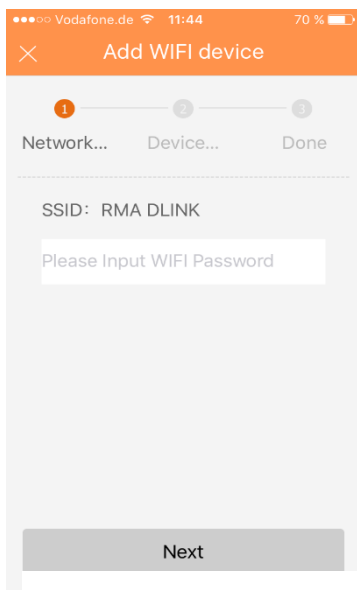 Vodafone.de 11:44 70 %
Add WIFI device
1 2 3
Network... Device... Done
SSID: RMA DLINK
Please Input WIFI Password
Next